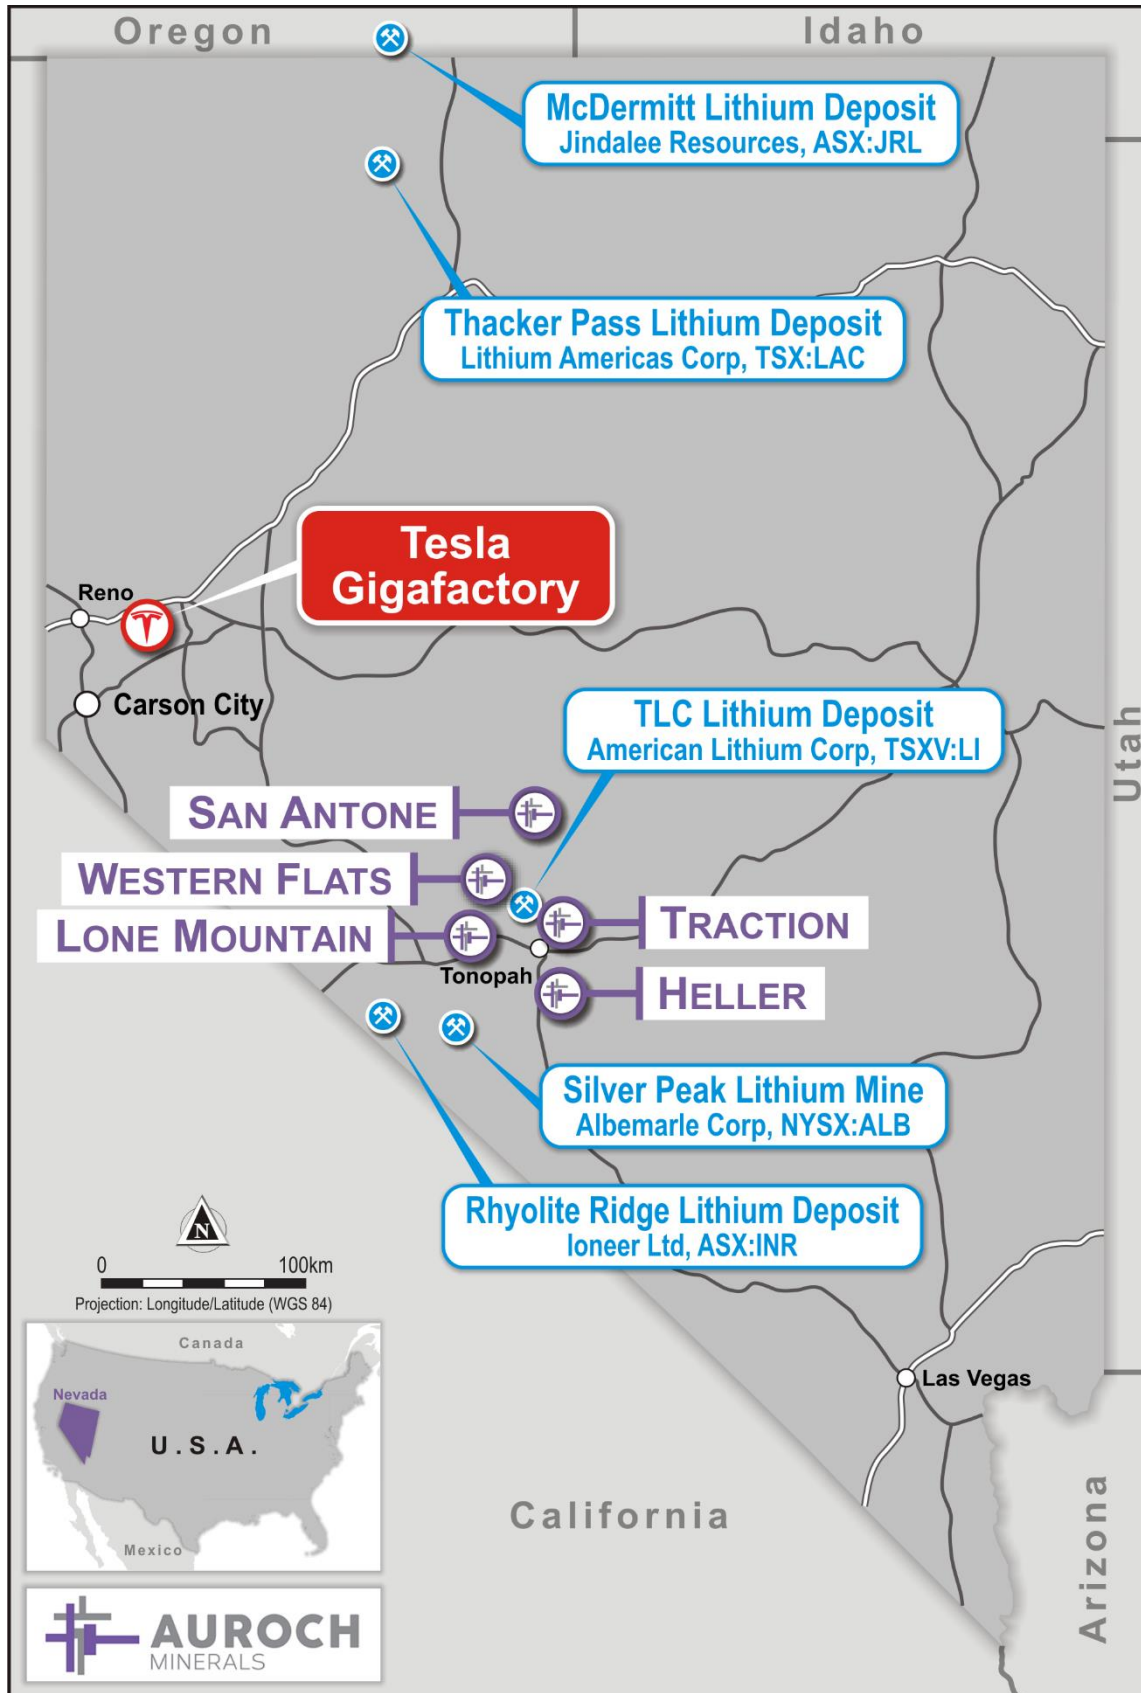 Oregon
Idaho
McDermitt Lithium Deposit
Jindalee Resources, ASX:JRL
Thacker Pass Lithium Deposit
Lithium Americas Corp, TSX:LAC
Tesla
Gigafactory
Reno
Carson City
TLC Lithium Deposit
American Lithium Corp, TSXV:LI
Utah
SAN ANTONE
WESTERN FLATS
LONE MOUNTAIN
TRACTION
Tonopah
HELLER
Silver Peak Lithium Mine
Albemarle Corp, NYSX:ALB
Rhyolite Ridge Lithium Deposit
Ioneer Ltd, ASX:INR
N
0 100km
Projection: Longitude/Latitude (WGS 84)
Canada
Nevada
U.S.A.
Mexico
Las Vegas
California
Arizona
AUROCH
MINERALS